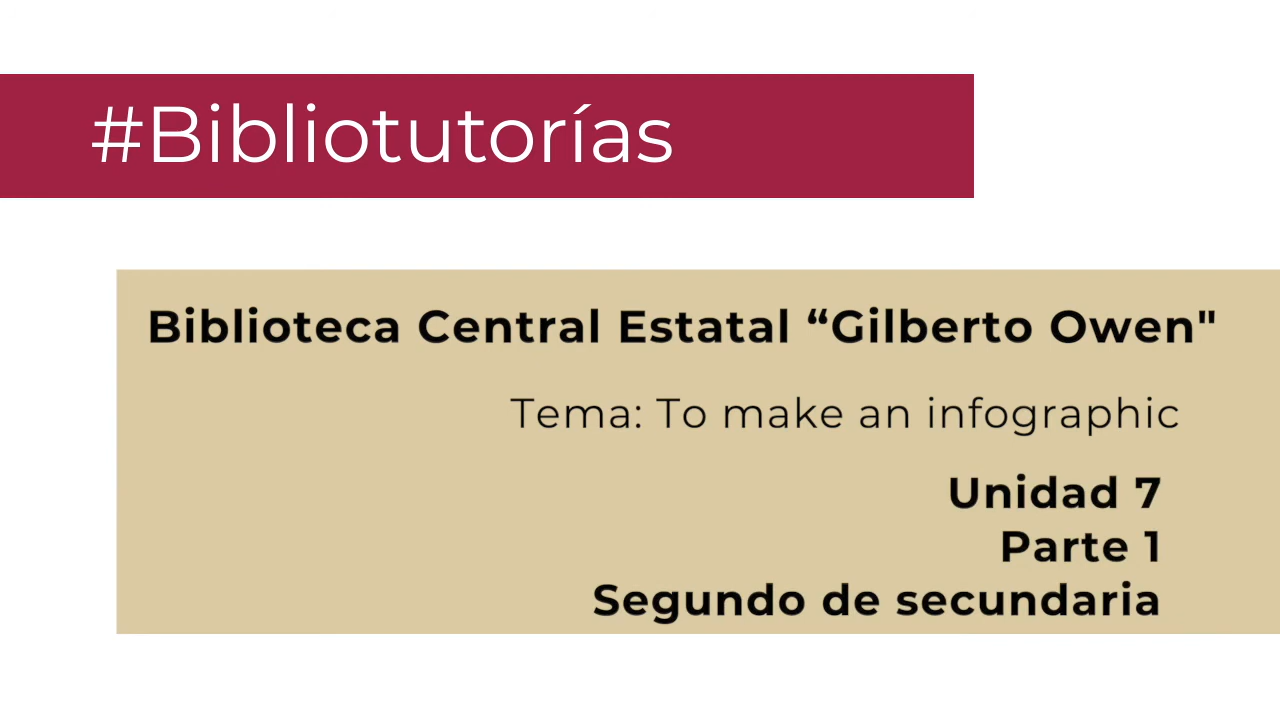 #Bibliotutorías
Biblioteca Central Estatal “Gilberto Owen"
Tema: To make an infographic
Unidad 7
Parte 1
Segundo de secundaria